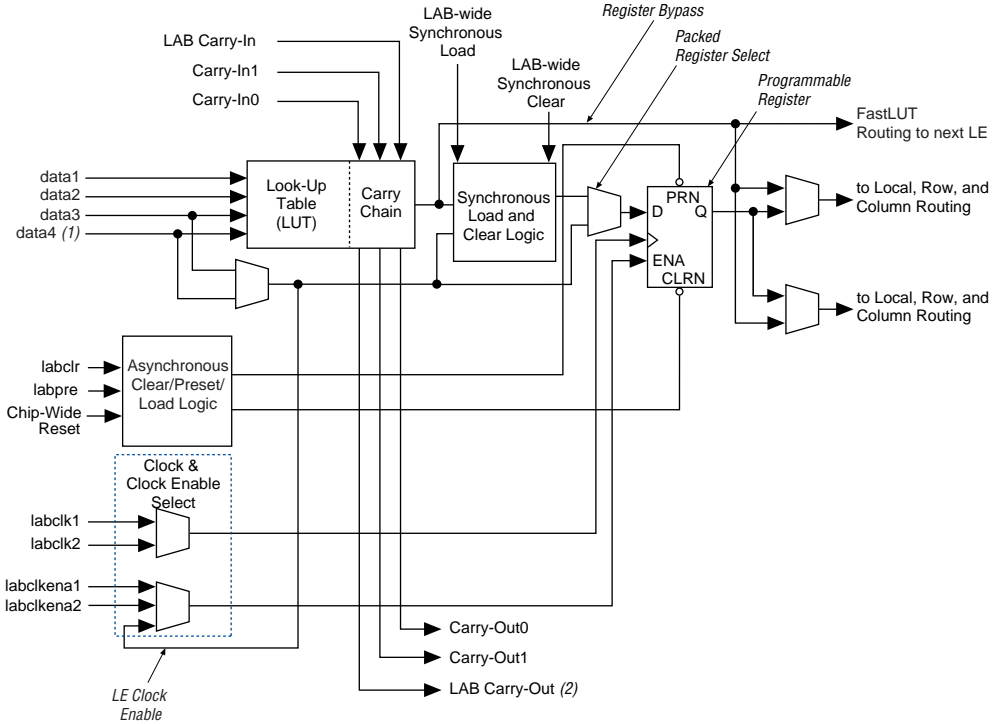 Register Bypass
LAB-wide
Synchronous
Load
Packed
Register Select
LAB Carry-In
LAB-wide
Synchronous
Clear
Carry-In1
Programmable
Register
Carry-In0
FastLUT
Routing to next LE
data1
data2
data3
data4 (1)
Look-Up
Table
(LUT)
Carry
Chain
Synchronous
Load and
Clear Logic
PRN
D
Q
ENA
CLRN
to Local, Row, and
Column Routing
to Local, Row, and
Column Routing
labclr
labpre
Chip-Wide
Reset
Asynchronous
Clear/Preset/
Load Logic
Clock &
Clock Enable
Select
labclk1
labclk2
labclkena1
labclkena2
Carry-Out0
Carry-Out1
LAB Carry-Out (2)
LE Clock
Enable